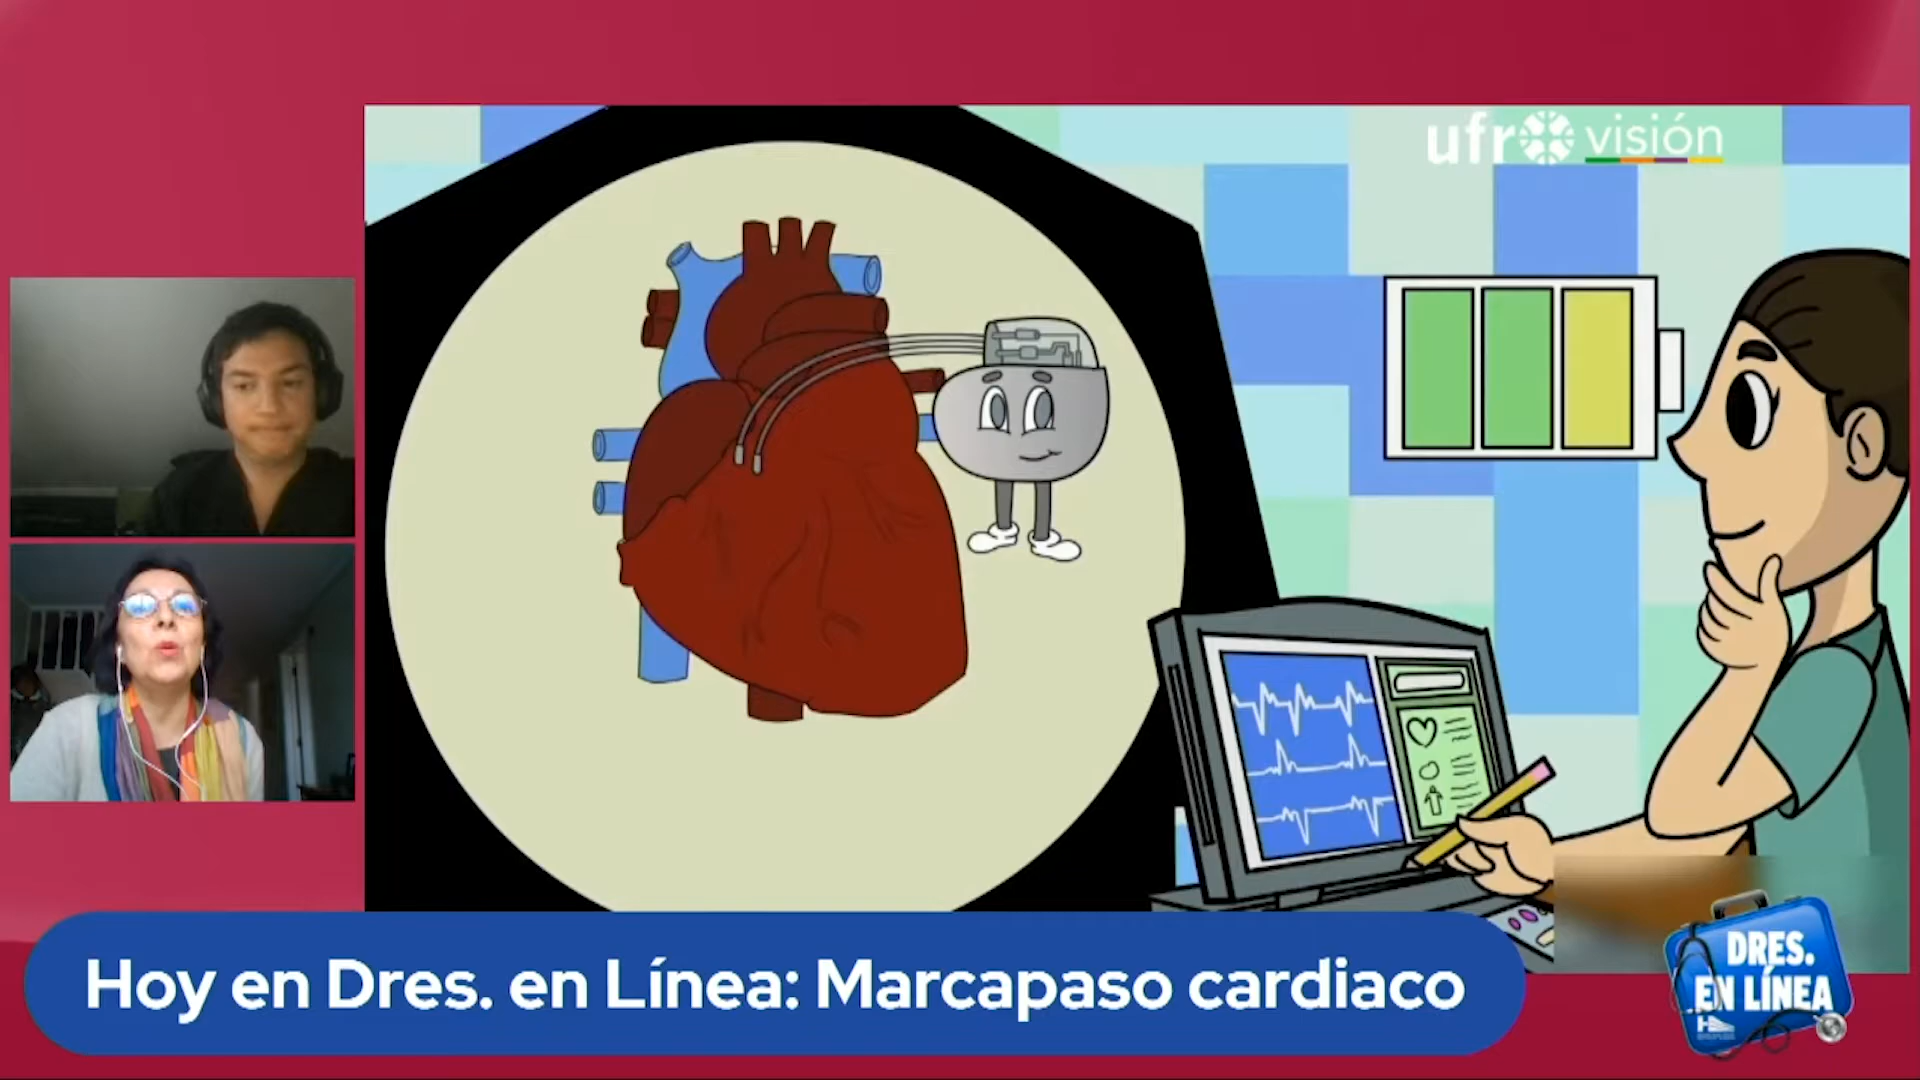 ufro visión
Hoy en Dres. en Línea: Marcapaso cardiaco
DRES.
EN LÍNEA